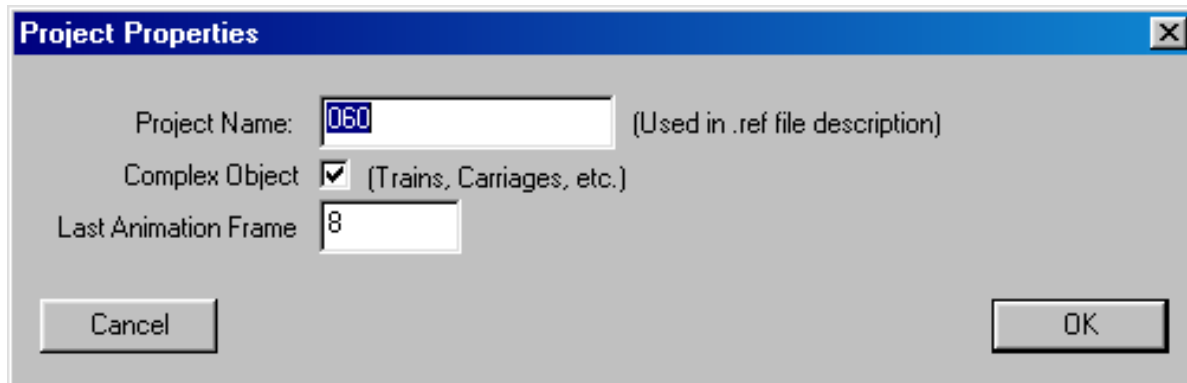 Project Properties
Project Name: 060 (Used in .ref file description)
Complex Object (Trains, Carriages, etc.)
Last Animation Frame 8
Cancel OK